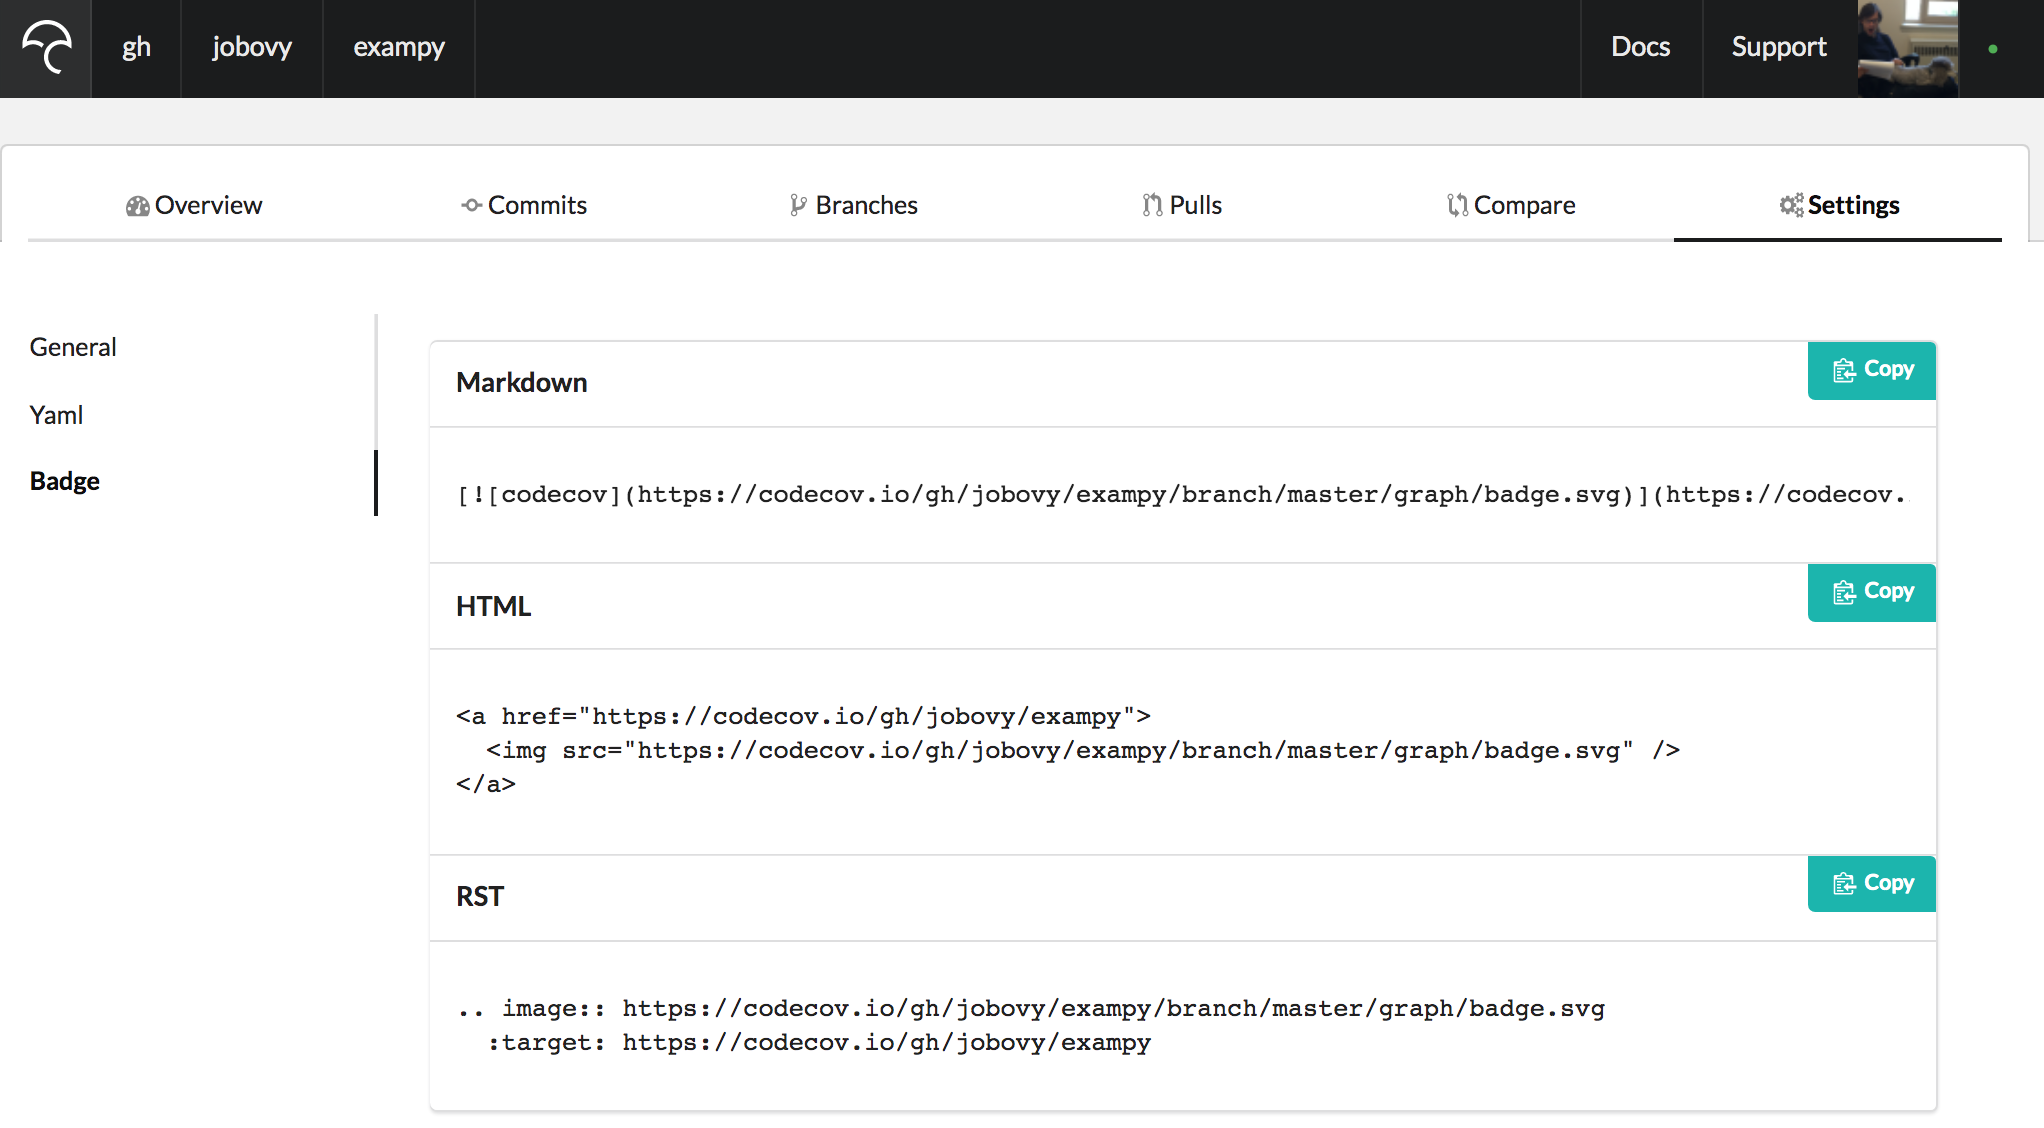 gh
jobovy
exampy
Docs
Support
Overview
Commits
Branches
Pulls
Compare
Settings
General
Yaml
Badge
Markdown
Copy
[![codecov](https://codecov.io/gh/jobovy/exampy/branch/master/graph/badge.svg)](https://codecov.
HTML
Copy
<a href="https://codecov.io/gh/jobovy/exampy">
  <img src="https://codecov.io/gh/jobovy/exampy/branch/master/graph/badge.svg" />
</a>
RST
Copy
.. image:: https://codecov.io/gh/jobovy/exampy/branch/master/graph/badge.svg
  :target: https://codecov.io/gh/jobovy/exampy